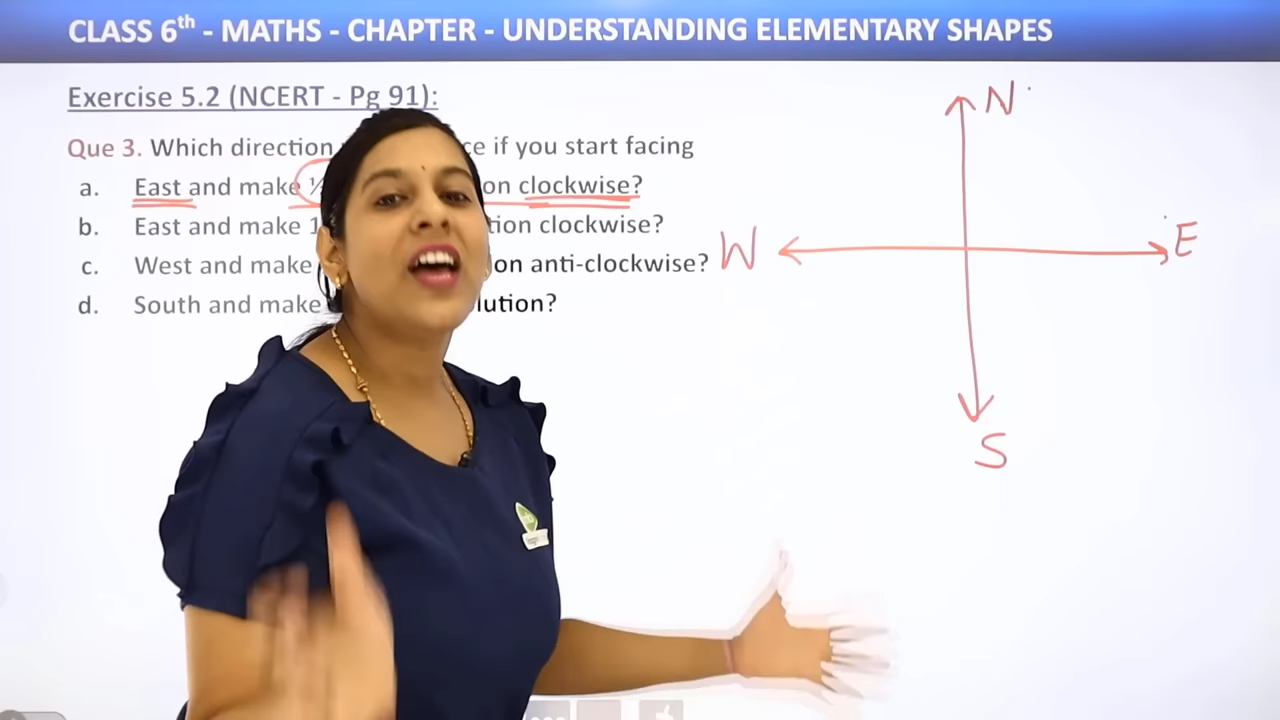 CLASS 6th - MATHS - CHAPTER - UNDERSTANDING ELEMENTARY SHAPES
Exercise 5.2 (NCERT - Pg 91):
Que 3. Which direction if you start facing
a. East and make ½ on clockwise?
b. East and make 1 tion clockwise?
c. West and make on anti-clockwise?
d. South and make lution?
N
W
E
S